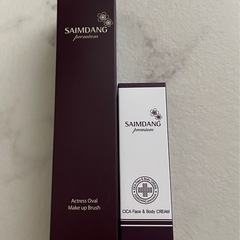 SAIMDANG
premium
Actress Oval
Make up Brush
SAIMDANG
premium
CICA Face & Body CREAM